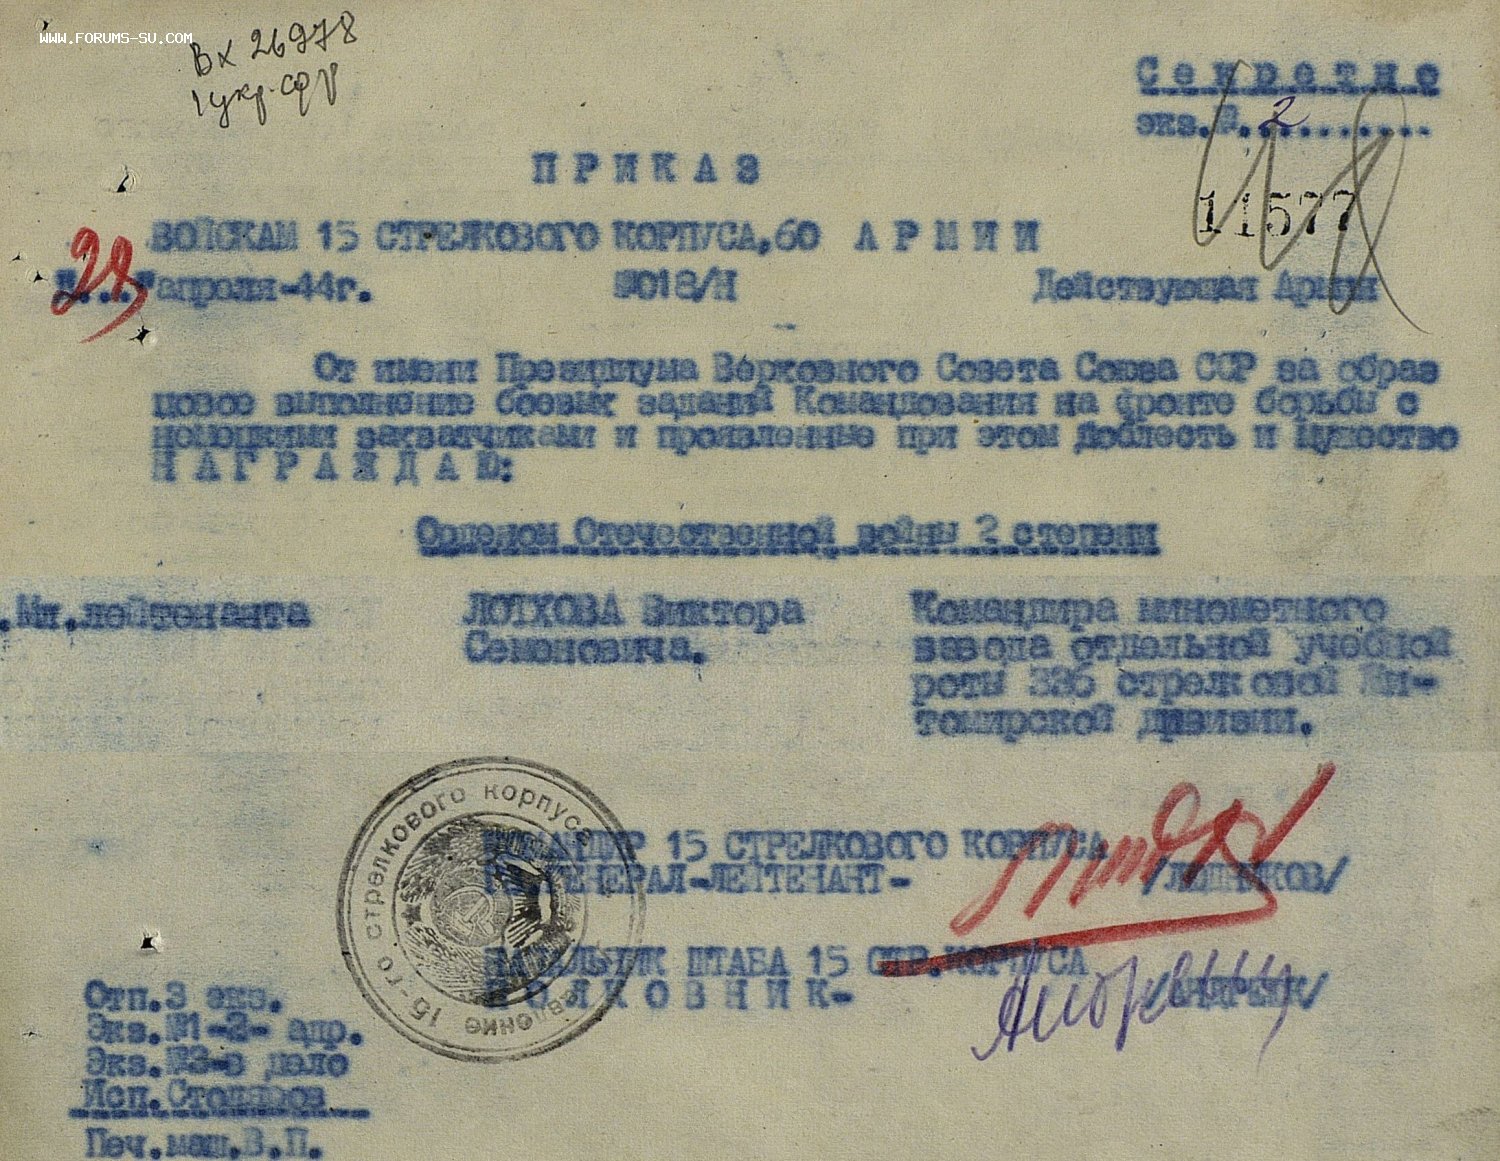 WWW.FORUMS-SU.COM
Вх 26978
1 укр. ф р
Секретно
экз.№. 2 ..........
11577
ПРИКАЗ
ВОЙСКАМ 15 СТРЕЛКОВОГО КОРПУСА,60 АРМИИ
"28" апреля-44г. №018/Н Действующая Армия
От имени Президиума Верховного Совета Союза ССР за образ
цовое выполнение боевых заданий Командования на фронте борьбы с
немецкими захватчиками и проявленные при этом доблесть и мужество
НАГРАЖДАЮ:
Орденом Отечественной войны 2 степени
.Мл.лейтенанта ЛОТКОВА Виктора Командира минометного
Семеновича. взвода отдельной учебной
роты 336 стрелковой Жи-
томирской дивизии.
КОМАНДИР 15 СТРЕЛКОВОГО КОРПУСА
ГЕНЕРАЛ-ЛЕЙТЕНАНТ- /ЛЮДНИКОВ/
НАЧАЛЬНИК ШТАБА 15 СТР.КОРПУСА
ПОЛКОВНИК-
15-го стрелкового корпуса
Отп.3 экз.
Экз.№1-2- адр.
Экз.№3-в дело
Исп.Столяров
Печ.маш.В.П.